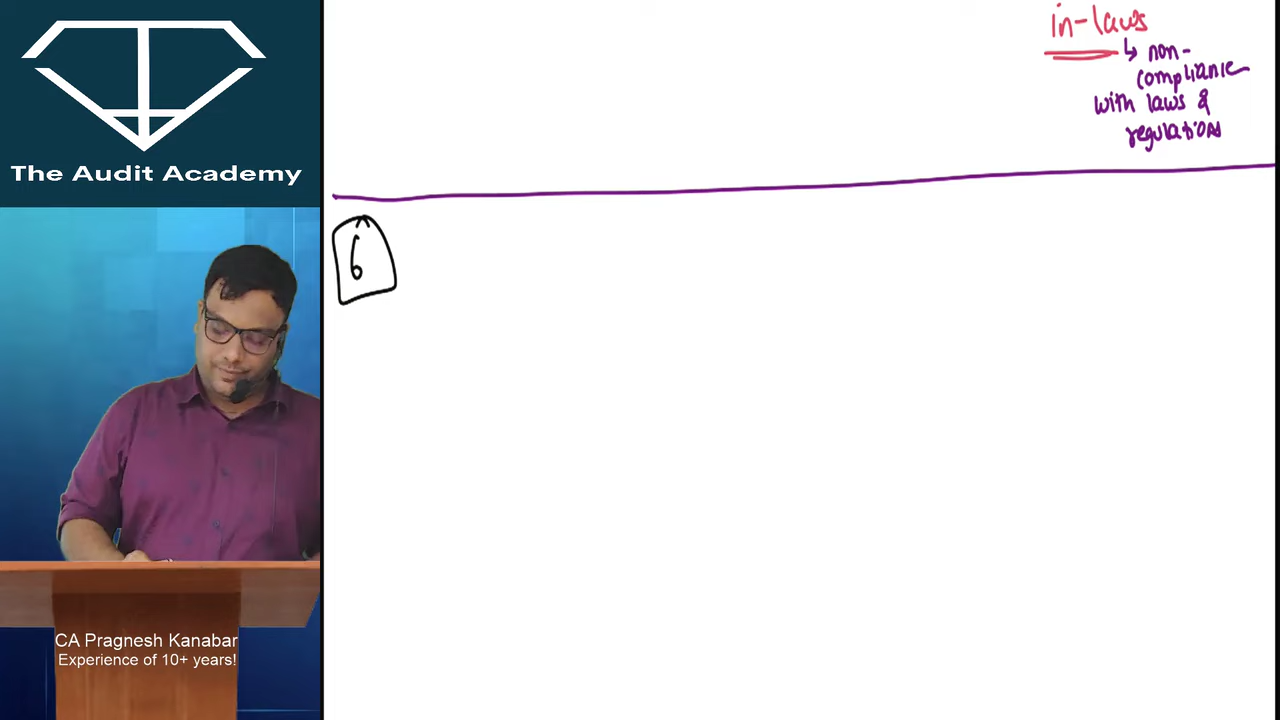 The Audit Academy
CA Pragnesh Kanabar
Experience of 10+ years!
in-laws
↳ non-
compliance
with laws &
regulations
6